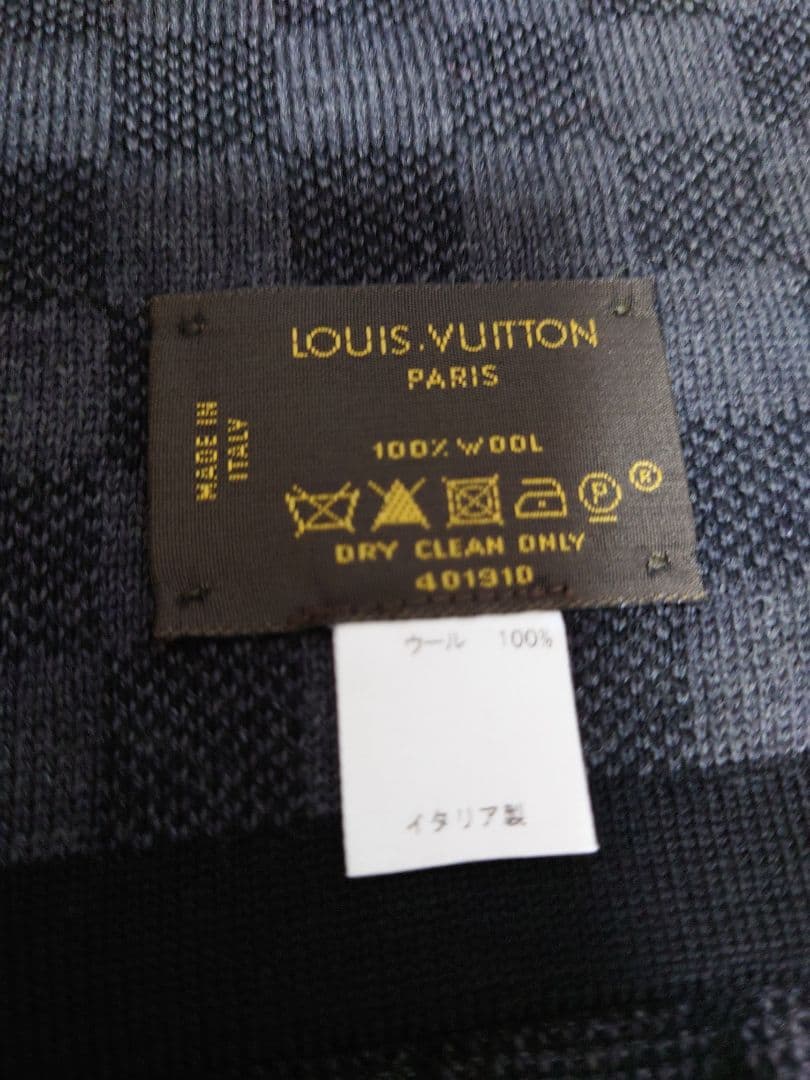 LOUIS.VUITTON
PARIS
MADE IN
ITALY
100% WOOL
P
®
DRY CLEAN ONLY
401910
ウール 100%
イタリア製